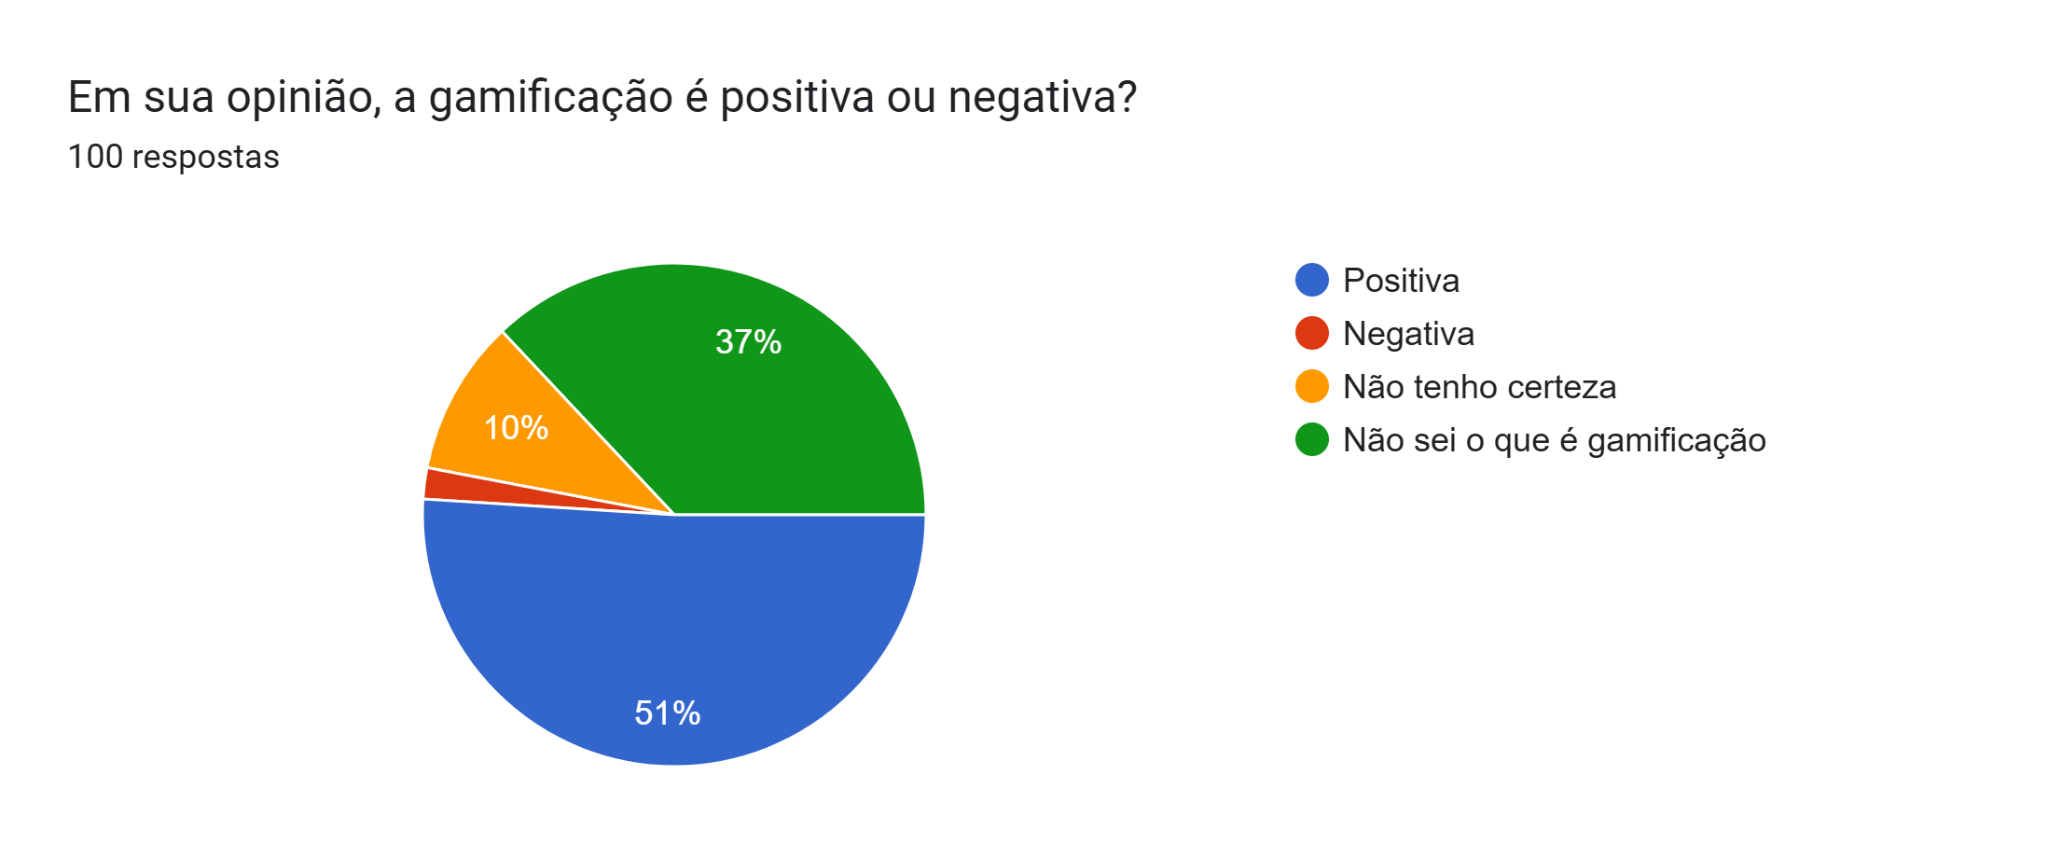 Em sua opinião, a gamificação é positiva ou negativa?
100 respostas
37%
10%
51%
Positiva
Negativa
Não tenho certeza
Não sei o que é gamificação